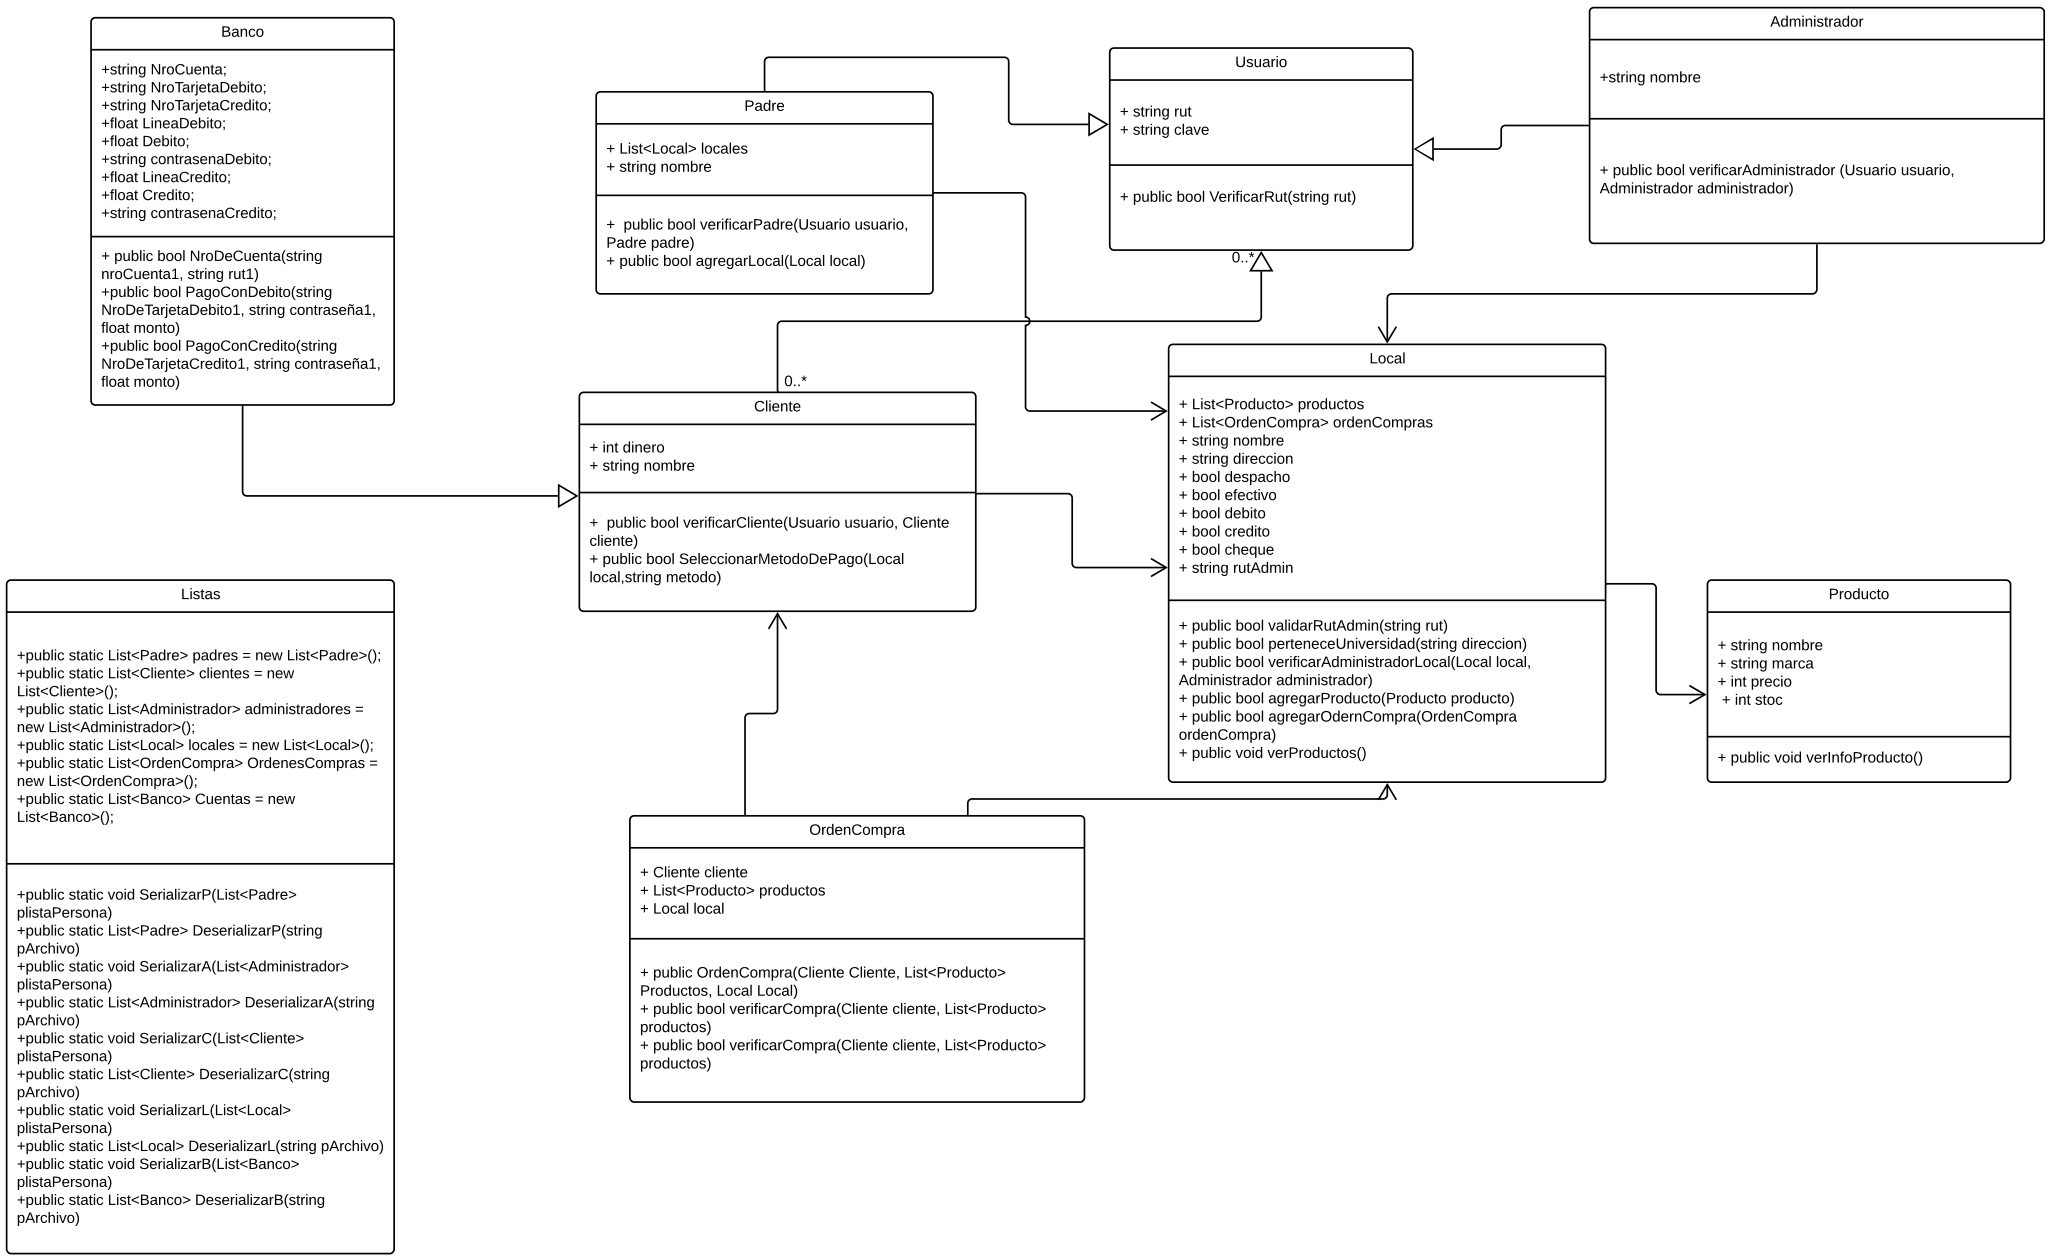 Banco
+string NroCuenta;
+string NroTarjetaDebito;
+string NroTarjetaCredito;
+float LineaDebito;
+float Debito;
+string contrasenaDebito;
+float LineaCredito;
+float Credito;
+string contrasenaCredito;
+ public bool NroDeCuenta(string
nroCuenta1, string rut1)
+public bool PagoConDebito(string
NroDeTarjetaDebito1, string contraseña1,
float monto)
+public bool PagoConCredito(string
NroDeTarjetaCredito1, string contraseña1,
float monto)
Padre
+ List<Local> locales
+ string nombre
+  public bool verificarPadre(Usuario usuario,
Padre padre)
+ public bool agregarLocal(Local local)
Usuario
+ string rut
+ string clave
+ public bool VerificarRut(string rut)
0..*
Administrador
+string nombre
+ public bool verificarAdministrador (Usuario usuario,
Administrador administrador)
0..*
Cliente
+ int dinero
+ string nombre
+  public bool verificarCliente(Usuario usuario, Cliente
cliente)
+ public bool SeleccionarMetodoDePago(Local
local,string metodo)
Local
+ List<Producto> productos
+ List<OrdenCompra> ordenCompras
+ string nombre
+ string direccion
+ bool despacho
+ bool efectivo
+ bool debito
+ bool credito
+ bool cheque
+ string rutAdmin
+ public bool validarRutAdmin(string rut)
+ public bool perteneceUniversidad(string direccion)
+ public bool verificarAdministradorLocal(Local local,
Administrador administrador)
+ public bool agregarProducto(Producto producto)
+ public bool agregarOdernCompra(OrdenCompra
ordenCompra)
+ public void verProductos()
Producto
+ string nombre
+ string marca
+ int precio
+ int stoc
+ public void verInfoProducto()
Listas
+public static List<Padre> padres = new List<Padre>();
+public static List<Cliente> clientes = new
List<Cliente>();
+public static List<Administrador> administradores =
new List<Administrador>();
+public static List<Local> locales = new List<Local>();
+public static List<OrdenCompra> OrdenesCompras =
new List<OrdenCompra>();
+public static List<Banco> Cuentas = new
List<Banco>();
+public static void SerializarP(List<Padre>
plistaPersona)
+public static List<Padre> DeserializarP(string
pArchivo)
+public static void SerializarA(List<Administrador>
plistaPersona)
+public static List<Administrador> DeserializarA(string
pArchivo)
+public static void SerializarC(List<Cliente>
plistaPersona)
+public static List<Cliente> DeserializarC(string
pArchivo)
+public static void SerializarL(List<Local>
plistaPersona)
+public static List<Local> DeserializarL(string pArchivo)
+public static void SerializarB(List<Banco>
plistaPersona)
+public static List<Banco> DeserializarB(string
pArchivo)
OrdenCompra
+ Cliente cliente
+ List<Producto> productos
+ Local local
+ public OrdenCompra(Cliente Cliente, List<Producto>
Productos, Local Local)
+ public bool verificarCompra(Cliente cliente, List<Producto>
productos)
+ public bool verificarCompra(Cliente cliente, List<Producto>
productos)